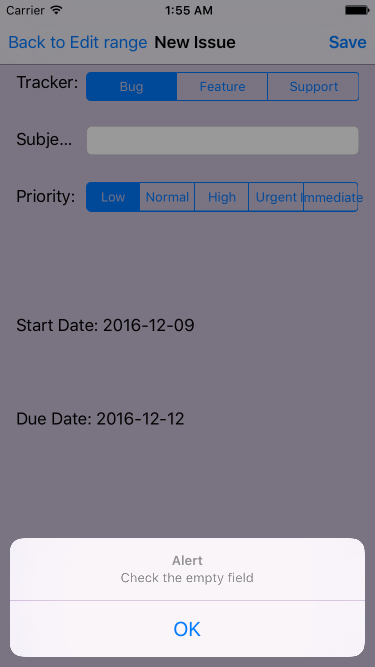 Carrier 1:55 AM
Back to Edit range New Issue Save
Tracker: Bug Feature Support
Subje...
Priority: Low Normal High Urgent Immediate
Start Date: 2016-12-09
Due Date: 2016-12-12
Alert
Check the empty field
OK